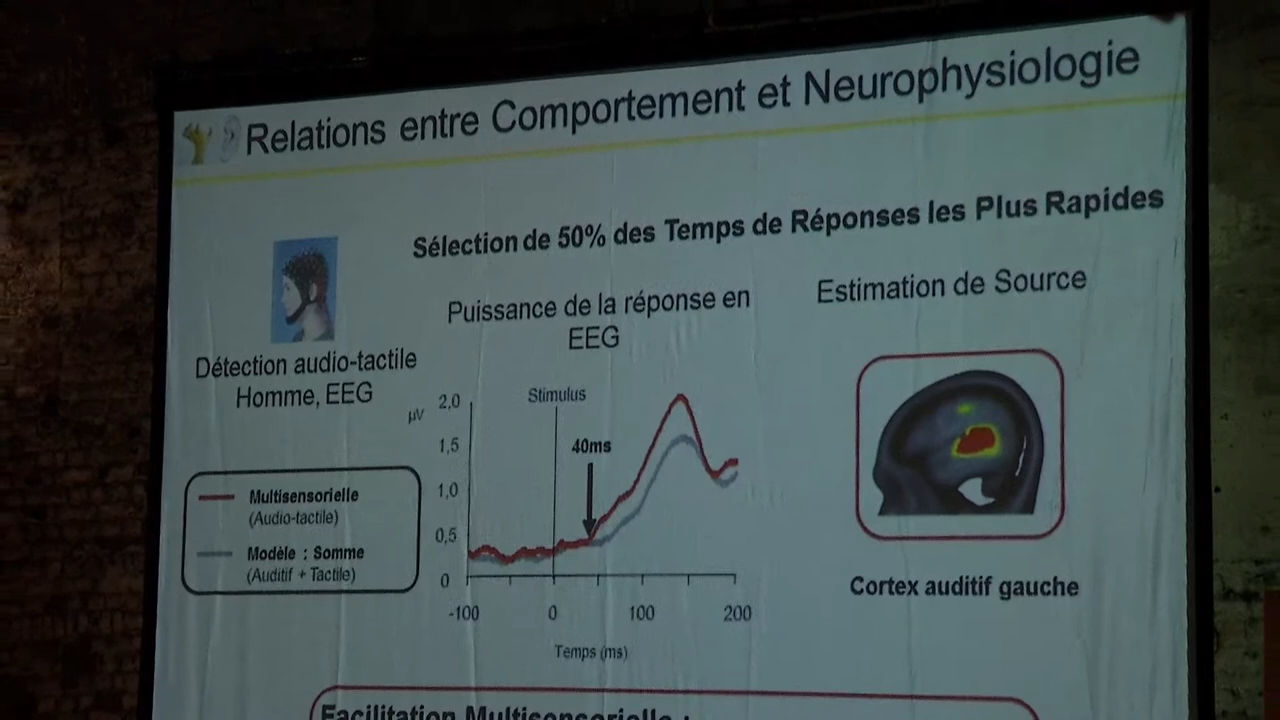 Relations entre Comportement et Neurophysiologie
Sélection de 50% des Temps de Réponses les Plus Rapides
Détection audio-tactile
Homme, EEG
Multisensorielle
(Audio-tactile)
Modèle : Somme
(Auditif + Tactile)
Puissance de la réponse en
EEG
µV
2,0
1,5
1,0
0,5
0
Stimulus
40ms
-100 0 100 200
Temps (ms)
Estimation de Source
Cortex auditif gauche
Facilitation Multisensorielle :